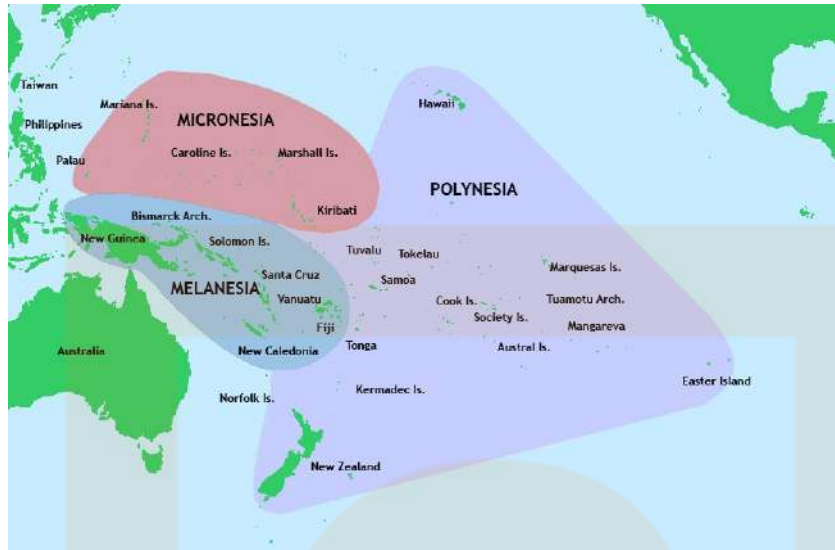 Taiwan
Mariana Is.
Hawaii
Philippines
MICRONESIA
Palau
Caroline Is.
Marshall Is.
POLYNESIA
Bismarck Arch.
Kiribati
New Guinea
Solomon Is.
Tuvalu
Tokelau
Santa Cruz
Samoa
Marquesas Is.
MELANESIA
Vanuatu
Cook Is.
Tuamotu Arch.
Society Is.
Fiji
Mangareva
Australia
New Caledonia
Tonga
Austral Is.
Norfolk Is.
Kermadec Is.
Easter Island
New Zealand